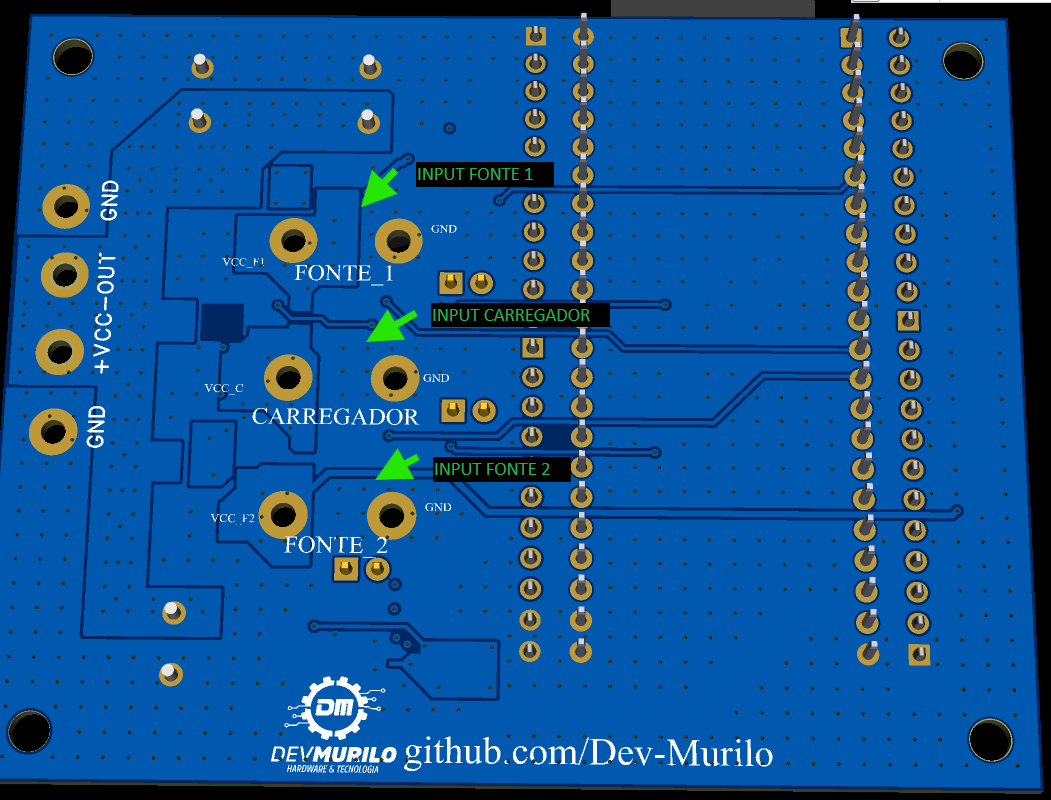 INPUT FONTE 1
GND
GND
VCC_F1
FONTE_1
+VCC-OUT
INPUT CARREGADOR
GND
VCC_C
CARREGADOR
GND
INPUT FONTE 2
GND
VCC_F2
FONTE_2
DM
DEVMURILO
HARDWARE & TECNOLOGIA
github.com/Dev-Murilo